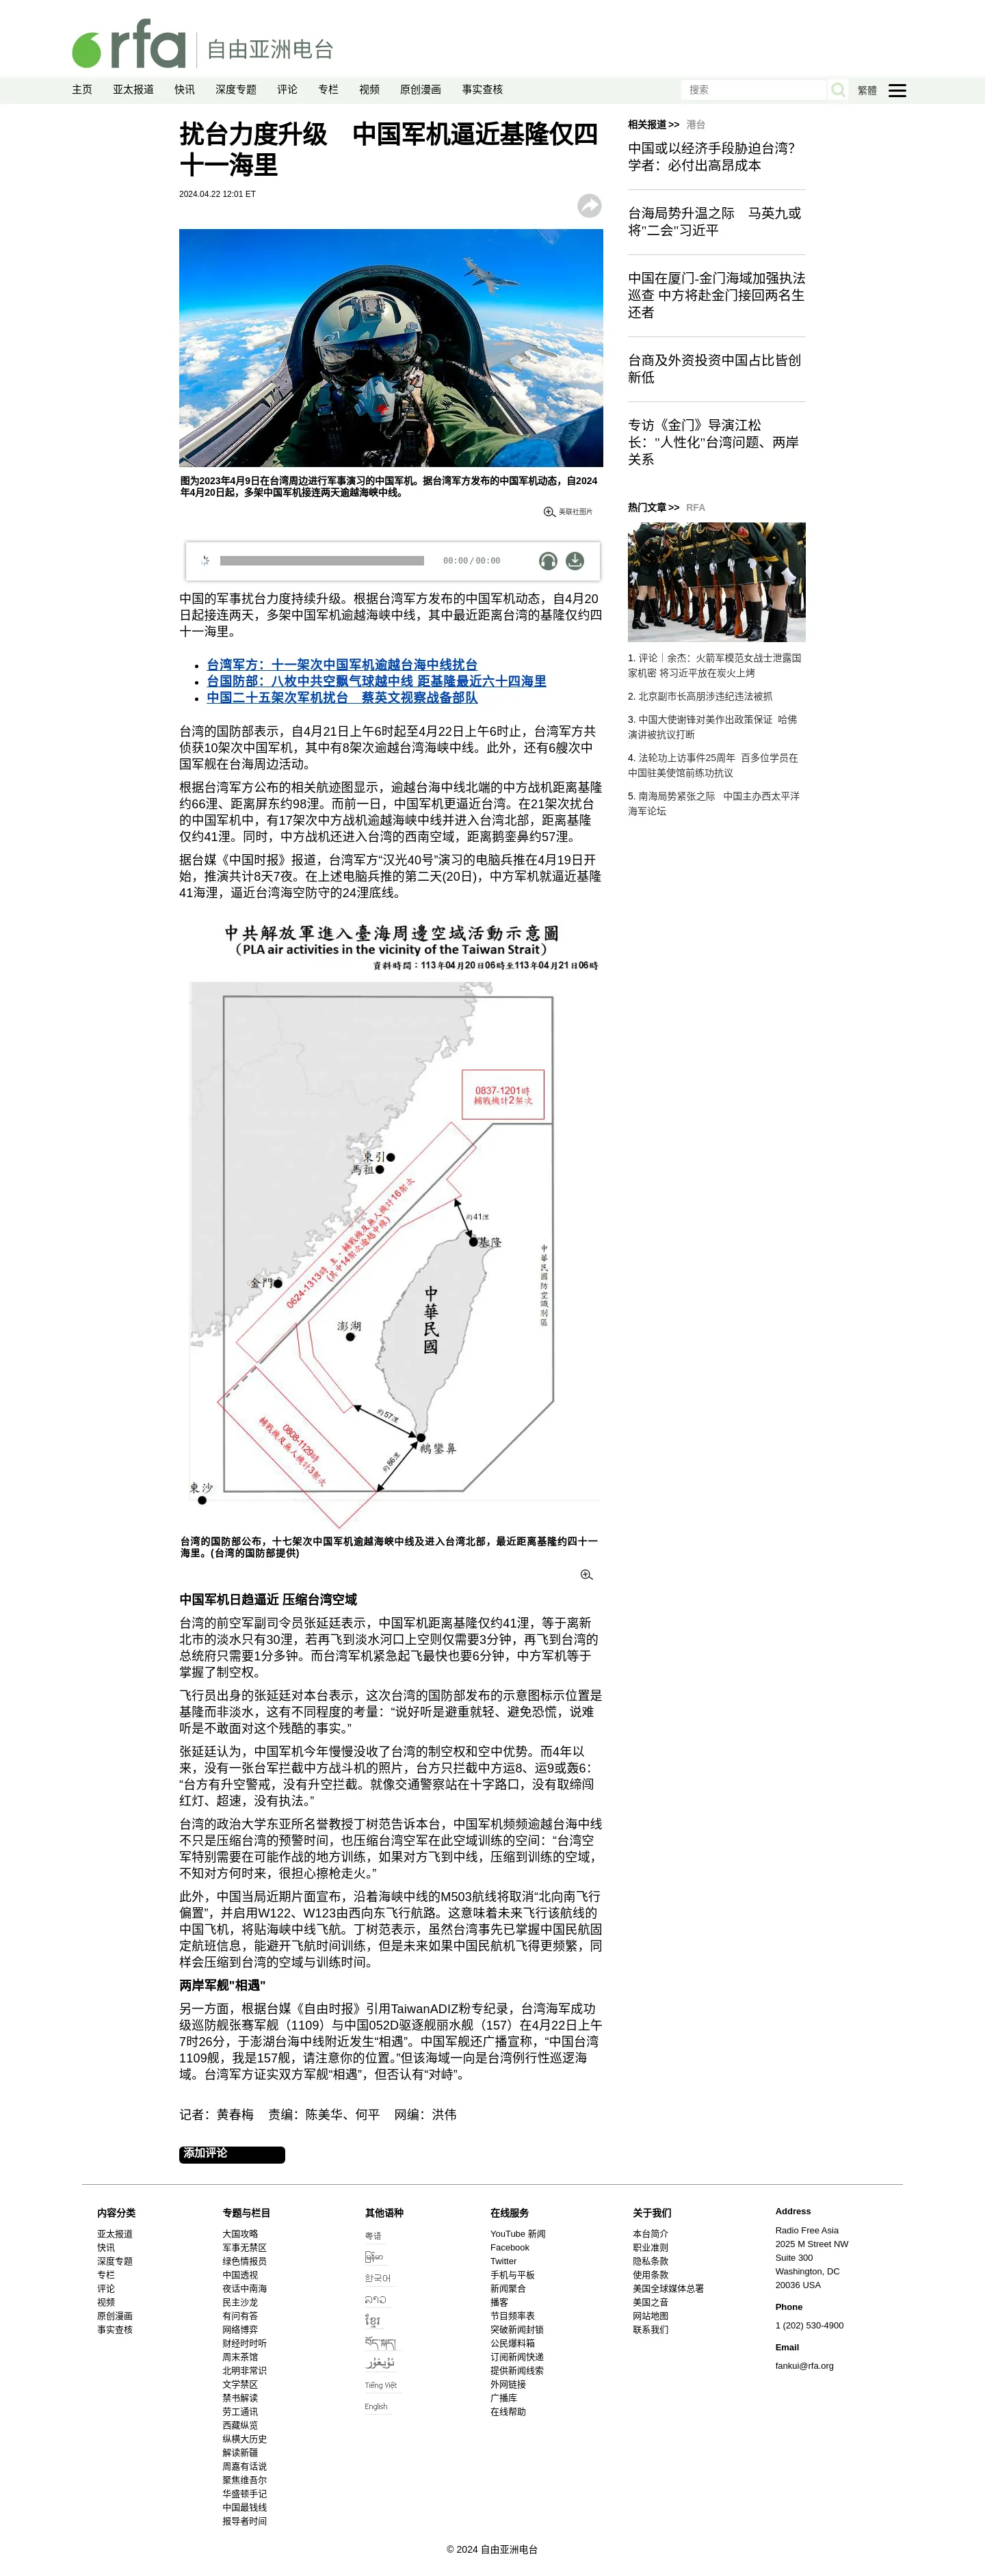 rfa 自由亚洲电台
主页 亚太报道 快讯 深度专题 评论 专栏 视频 原创漫画 事实查核 搜索 繁體
扰台力度升级　中国军机逼近基隆仅四
十一海里
2024.04.22 12:01 ET
图为2023年4月9日在台湾周边进行军事演习的中国军机。据台湾军方发布的中国军机动态，自2024
年4月20日起，多架中国军机接连两天逾越海峡中线。
美联社图片
00:00 / 00:00
中国的军事扰台力度持续升级。根据台湾军方发布的中国军机动态，自4月20
日起接连两天，多架中国军机逾越海峡中线，其中最近距离台湾的基隆仅约四
十一海里。
台湾军方：十一架次中国军机逾越台海中线扰台
台国防部：八枚中共空飘气球越中线 距基隆最近六十四海里
中国二十五架次军机扰台　蔡英文视察战备部队
台湾的国防部表示，自4月21日上午6时起至4月22日上午6时止，台湾军方共
侦获10架次中国军机，其中有8架次逾越台湾海峡中线。此外，还有6艘次中
国军舰在台海周边活动。
根据台湾军方公布的相关航迹图显示，逾越台海中线北端的中方战机距离基隆
约66浬、距离屏东约98浬。而前一日，中国军机更逼近台湾。在21架次扰台
的中国军机中，有17架次中方战机逾越海峡中线并进入台湾北部，距离基隆
仅约41浬。同时，中方战机还进入台湾的西南空域，距离鹅銮鼻约57浬。
据台媒《中国时报》报道，台湾军方“汉光40号”演习的电脑兵推在4月19日开
始，推演共计8天7夜。在上述电脑兵推的第二天(20日)，中方军机就逼近基隆
41海浬，逼近台湾海空防守的24浬底线。
中共解放軍進入臺海周邊空域活動示意圖
(PLA air activities in the vicinity of the Taiwan Strait)
資料時間：113年04月20日06時至113年04月21日06時
0837-1201時
輔戰機計2架次
東引
馬祖
0624-1313時，主、輔戰機及無人機計16架次
(其中14架次逾越中線)
約41浬
基隆
金門
中華民國防空識別區
中華民國
澎湖
約57浬
0808-1129時
輔戰機及無人機計3架次
鵝鑾鼻
約86浬
東沙
台湾的国防部公布，十七架次中国军机逾越海峡中线及进入台湾北部，最近距离基隆约四十一
海里。(台湾的国防部提供)
中国军机日趋逼近 压缩台湾空域
台湾的前空军副司令员张延廷表示，中国军机距离基隆仅约41浬，等于离新
北市的淡水只有30浬，若再飞到淡水河口上空则仅需要3分钟，再飞到台湾的
总统府只需要1分多钟。而台湾军机紧急起飞最快也要6分钟，中方军机等于
掌握了制空权。
飞行员出身的张延廷对本台表示，这次台湾的国防部发布的示意图标示位置是
基隆而非淡水，这有不同程度的考量：“说好听是避重就轻、避免恐慌，说难
听是不敢面对这个残酷的事实。”
张延廷认为，中国军机今年慢慢没收了台湾的制空权和空中优势。而4年以
来，没有一张台军拦截中方战斗机的照片，台方只拦截中方运8、运9或轰6：
“台方有升空警戒，没有升空拦截。就像交通警察站在十字路口，没有取缔闯
红灯、超速，没有执法。”
台湾的政治大学东亚所名誉教授丁树范告诉本台，中国军机频频逾越台海中线
不只是压缩台湾的预警时间，也压缩台湾空军在此空域训练的空间：“台湾空
军特别需要在可能作战的地方训练，如果对方飞到中线，压缩到训练的空域，
不知对方何时来，很担心擦枪走火。”
此外，中国当局近期片面宣布，沿着海峡中线的M503航线将取消“北向南飞行
偏置”，并启用W122、W123由西向东飞行航路。这意味着未来飞行该航线的
中国飞机，将贴海峡中线飞航。丁树范表示，虽然台湾事先已掌握中国民航固
定航班信息，能避开飞航时间训练，但是未来如果中国民航机飞得更频繁，同
样会压缩到台湾的空域与训练时间。
两岸军舰"相遇"
另一方面，根据台媒《自由时报》引用TaiwanADIZ粉专纪录，台湾海军成功
级巡防舰张骞军舰（1109）与中国052D驱逐舰丽水舰（157）在4月22日上午
7时26分，于澎湖台海中线附近发生“相遇”。中国军舰还广播宣称，“中国台湾
1109舰，我是157舰，请注意你的位置。”但该海域一向是台湾例行性巡逻海
域。台湾军方证实双方军舰“相遇”，但否认有“对峙”。
记者：黄春梅　责编：陈美华、何平　网编：洪伟
添加评论
相关报道 >> 港台
中国或以经济手段胁迫台湾？
学者：必付出高昂成本
台海局势升温之际　马英九或
将"二会"习近平
中国在厦门-金门海域加强执法
巡查 中方将赴金门接回两名生
还者
台商及外资投资中国占比皆创
新低
专访《金门》导演江松
长："人性化"台湾问题、两岸
关系
热门文章 >> RFA
1. 评论｜余杰：火箭军模范女战士泄露国
家机密 将习近平放在炭火上烤
2. 北京副市长高朋涉违纪违法被抓
3. 中国大使谢锋对美作出政策保证 哈佛
演讲被抗议打断
4. 法轮功上访事件25周年 百多位学员在
中国驻美使馆前练功抗议
5. 南海局势紧张之际 中国主办西太平洋
海军论坛
内容分类
亚太报道
快讯
深度专题
专栏
评论
视频
原创漫画
事实查核
专题与栏目
大国攻略
军事无禁区
绿色情报员
中国透视
夜话中南海
民主沙龙
有问有答
网络博弈
财经时时听
周末茶馆
北明非常识
文学禁区
禁书解读
劳工通讯
西藏纵览
纵横大历史
解读新疆
周嘉有话说
聚焦维吾尔
华盛顿手记
中国最钱线
报导者时间
其他语种
粤语
မြန်မာ
한국어
ລາວ
ខ្មែរ
བོད་སྐད།
ئۇيغۇر
Tiếng Việt
English
在线服务
YouTube 新闻
Facebook
Twitter
手机与平板
新闻聚合
播客
节目频率表
突破新闻封锁
公民爆料箱
订阅新闻快递
提供新闻线索
外网链接
广播库
在线帮助
关于我们
本台简介
职业准则
隐私条款
使用条款
美国全球媒体总署
美国之音
网站地图
联系我们
Address
Radio Free Asia
2025 M Street NW
Suite 300
Washington, DC
20036 USA
Phone
1 (202) 530-4900
Email
fankui@rfa.org
© 2024 自由亚洲电台